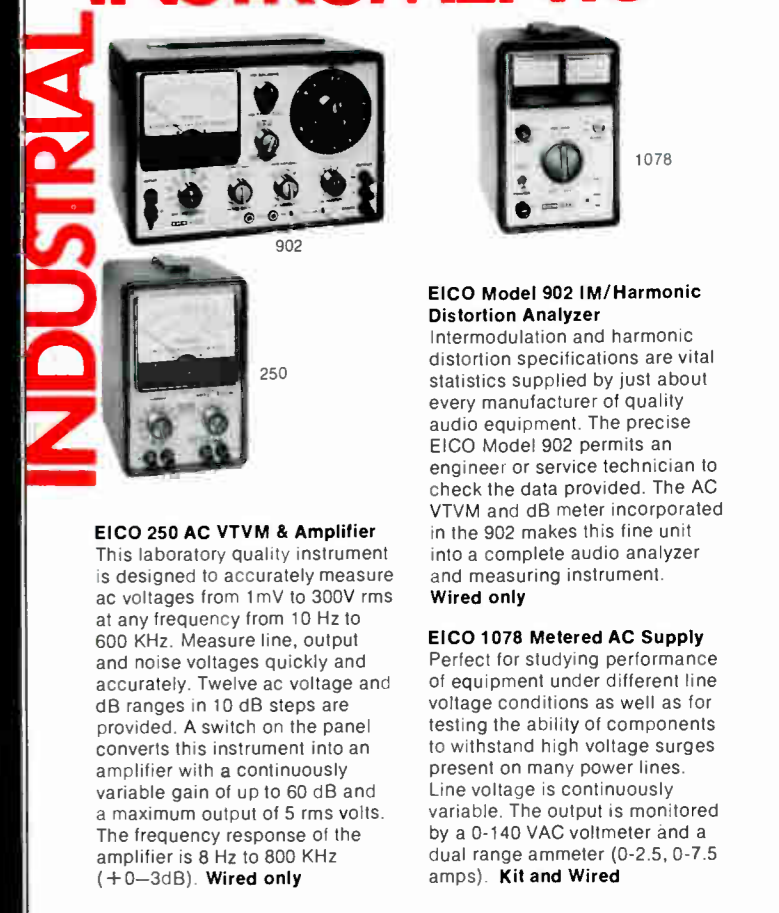 INDUSTRIAL
INSTRUMENTS
902
1078
250
EICO 250 AC VTVM & Amplifier
This laboratory quality instrument
is designed to accurately measure
ac voltages from 1mV to 300V rms
at any frequency from 10 Hz to
600 KHz. Measure line, output
and noise voltages quickly and
accurately. Twelve ac voltage and
dB ranges in 10 dB steps are
provided. A switch on the panel
converts this instrument into an
amplifier with a continuously
variable gain of up to 60 dB and
a maximum output of 5 rms volts.
The frequency response of the
amplifier is 8 Hz to 800 KHz
(+0—3dB). Wired only
EICO Model 902 IM/Harmonic
Distortion Analyzer
Intermodulation and harmonic
distortion specifications are vital
statistics supplied by just about
every manufacturer of quality
audio equipment. The precise
EICO Model 902 permits an
engineer or service technician to
check the data provided. The AC
VTVM and dB meter incorporated
in the 902 makes this fine unit
into a complete audio analyzer
and measuring instrument.
Wired only
EICO 1078 Metered AC Supply
Perfect for studying performance
of equipment under different line
voltage conditions as well as for
testing the ability of components
to withstand high voltage surges
present on many power lines.
Line voltage is continuously
variable. The output is monitored
by a 0-140 VAC voltmeter and a
dual range ammeter (0-2.5, 0-7.5
amps). Kit and Wired